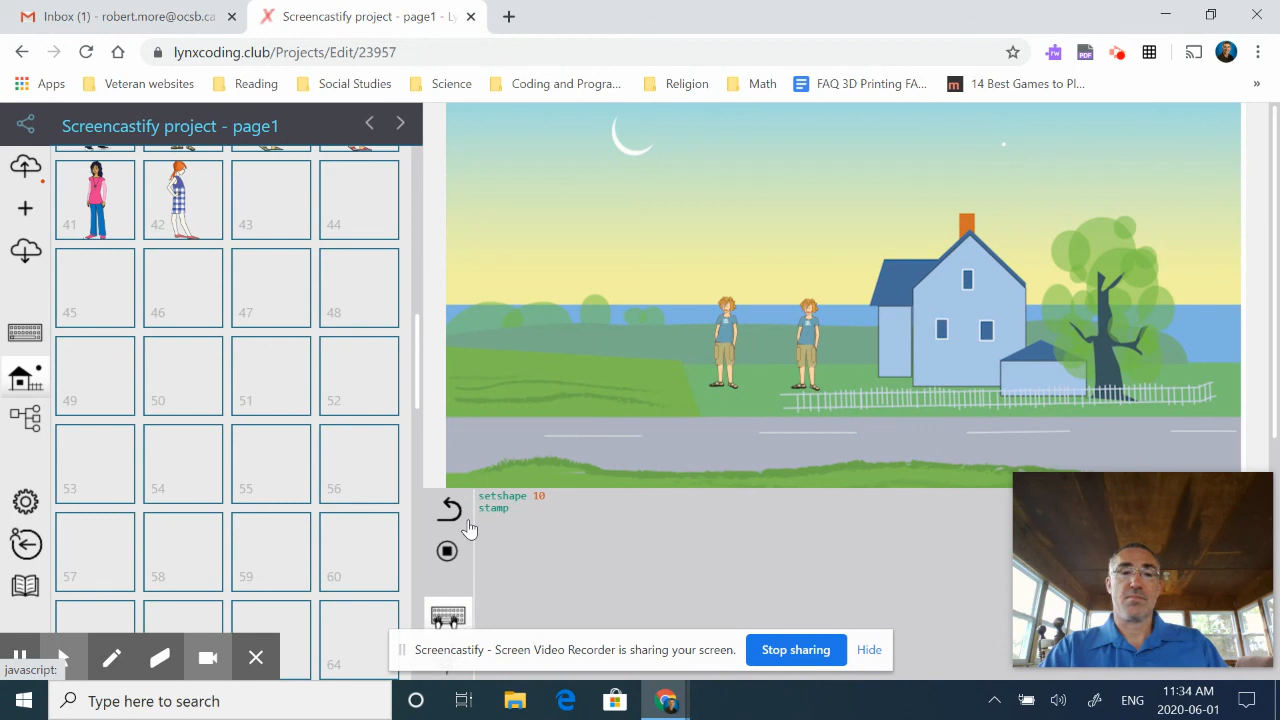 Inbox (1) - robert.more@ocsb.ca
Screencastify project - page1 - Ly
lynxcoding.club/Projects/Edit/23957
Apps
Veteran websites
Reading
Social Studies
Science
Coding and Progra...
Religion
Math
FAQ 3D Printing FA...
14 Best Games to Pl...
Screencastify project - page1
41
42
43
44
45
46
47
48
49
50
51
52
53
54
55
56
57
58
59
60
64
setshape 10
stamp
Screencastify - Screen Video Recorder is sharing your screen.
Stop sharing
Hide
javascript:
Type here to search
ENG
11:34 AM
2020-06-01